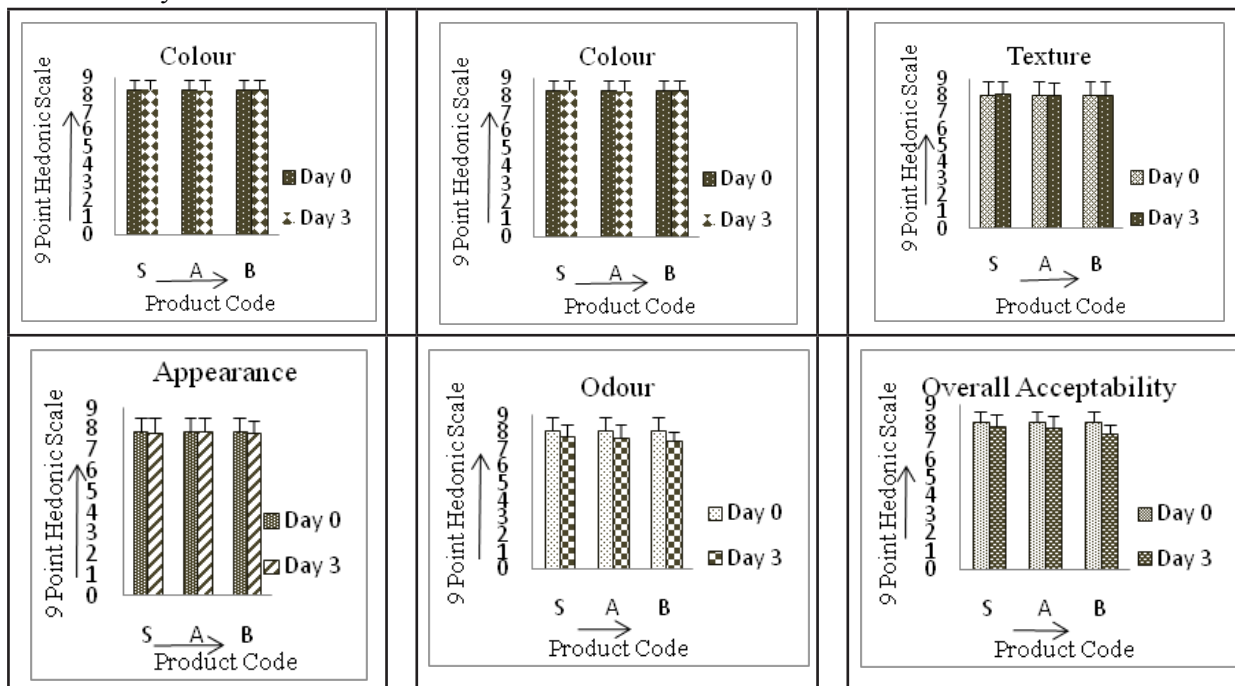 Colour
9 Point Hedonic Scale
9
8
7
6
5
4
3
2
1
0
Day 0
Day 3
S A B
Product Code
Colour
9 Point Hedonic Scale
9
8
7
6
5
4
3
2
1
0
Day 0
Day 3
S A B
Product Code
Texture
9 Point Hedonic Scale
9
8
7
6
5
4
3
2
1
0
Day 0
Day 3
S A B
Product Code
Appearance
9 Point Hedonic Scale
9
8
7
6
5
4
3
2
1
0
Day 0
Day 3
S A B
Product Code
Odour
9 Point Hedonic Scale
9
8
7
6
5
4
3
2
1
0
Day 0
Day 3
S A B
Product Code
Overall Acceptability
9 Point Hedonic Scale
9
8
7
6
5
4
3
2
1
0
Day 0
Day 3
S A B
Product Code